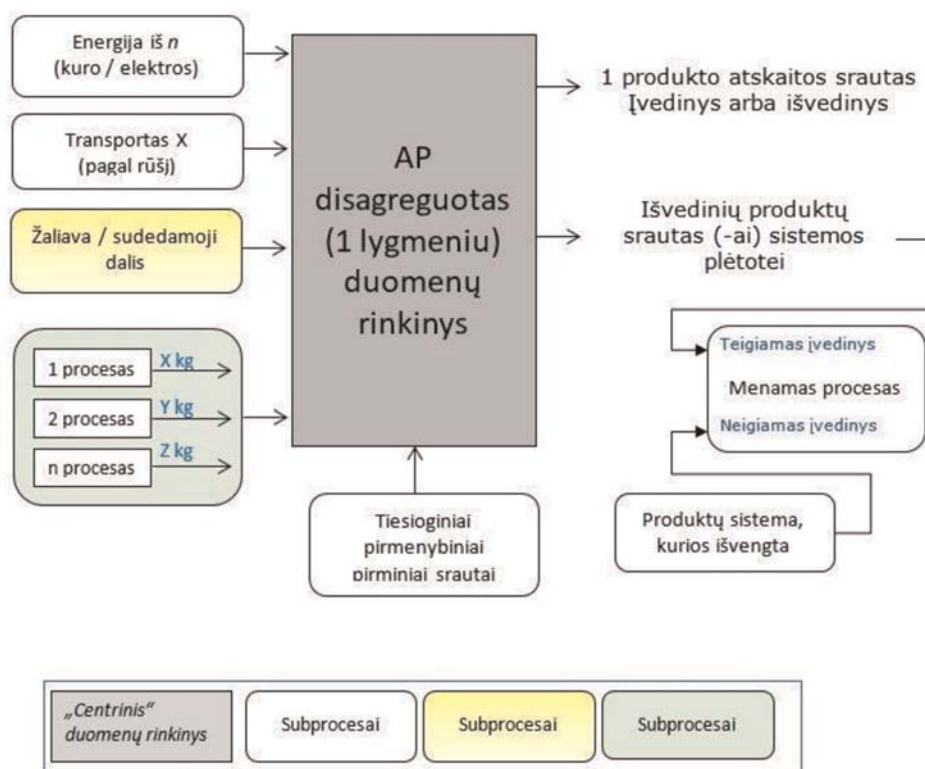 Energija iš n
(kuro / elektros)
Transportas X
(pagal rūšį)
Žaliava / sudedamoji
dalis
1 procesas
X kg
2 procesas
Y kg
n procesas
Z kg
AP
disagreguotas
(1 lygmeniu)
duomenų
rinkinys
Tiesioginiai
pirmenybiniai
pirminiai srautai
1 produkto atskaitos srautas
Įvedinys arba išvedinys
Išvedinių produktų
srautas (-ai) sistemos
plėtotei
Teigiamas įvedinys
Menamas procesas
Neigiamas įvedinys
Produktų sistema,
kurios išvengta
„Centrinis“
duomenų rinkinys
Subprocesai
Subprocesai
Subprocesai